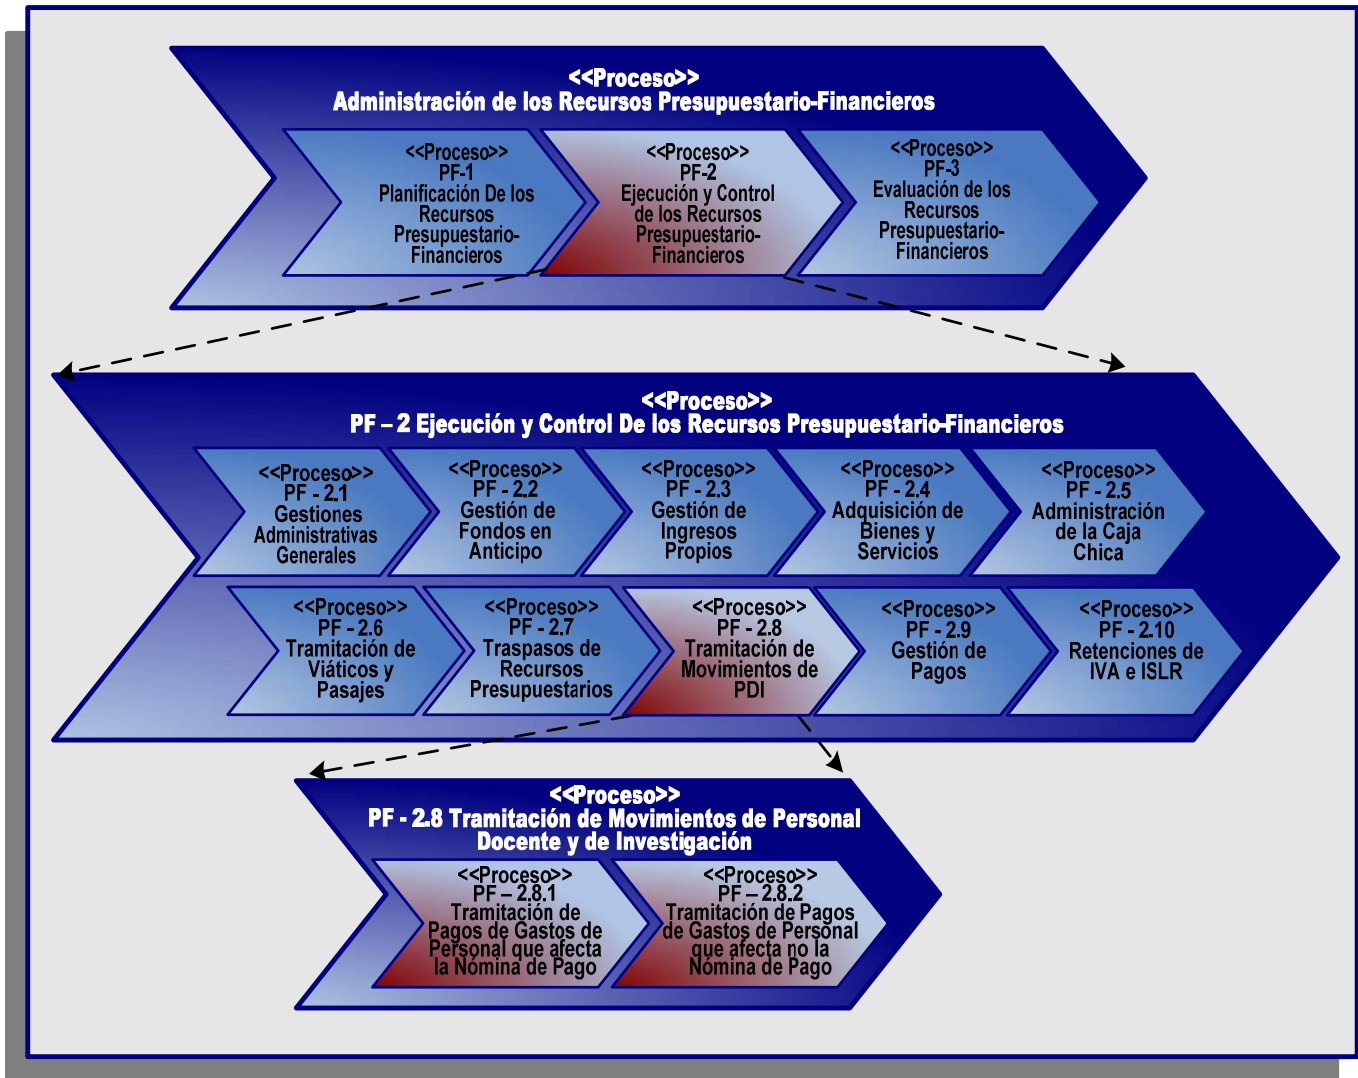 <<Proceso>>
Administración de los Recursos Presupuestario-Financieros
<<Proceso>>
PF-1
Planificación De los
Recursos
Presupuestario-
Financieros
<<Proceso>>
PF-2
Ejecución y Control
de los Recursos
Presupuestario-
Financieros
<<Proceso>>
PF-3
Evaluación de los
Recursos
Presupuestario-
Financieros
<<Proceso>>
PF – 2 Ejecución y Control De los Recursos Presupuestario-Financieros
<<Proceso>>
PF - 2.1
Gestiones
Administrativas
Generales
<<Proceso>>
PF - 2.2
Gestión de
Fondos en
Anticipo
<<Proceso>>
PF - 2.3
Gestión de
Ingresos
Propios
<<Proceso>>
PF - 2.4
Adquisición de
Bienes y
Servicios
<<Proceso>>
PF - 2.5
Administración
de la Caja
Chica
<<Proceso>>
PF - 2.6
Tramitación de
Viáticos y
Pasajes
<<Proceso>>
PF - 2.7
Traspasos de
Recursos
Presupuestarios
<<Proceso>>
PF - 2.8
Tramitación de
Movimientos de
PDI
<<Proceso>>
PF - 2.9
Gestión de
Pagos
<<Proceso>>
PF - 2.10
Retenciones de
IVA e ISLR
<<Proceso>>
PF - 2.8 Tramitación de Movimientos de Personal
Docente y de Investigación
<<Proceso>>
PF – 2.8.1
Tramitación de
Pagos de Gastos de
Personal que afecta
la Nómina de Pago
<<Proceso>>
PF – 2.8.2
Tramitación de Pagos
de Gastos de Personal
que afecta no la
Nómina de Pago